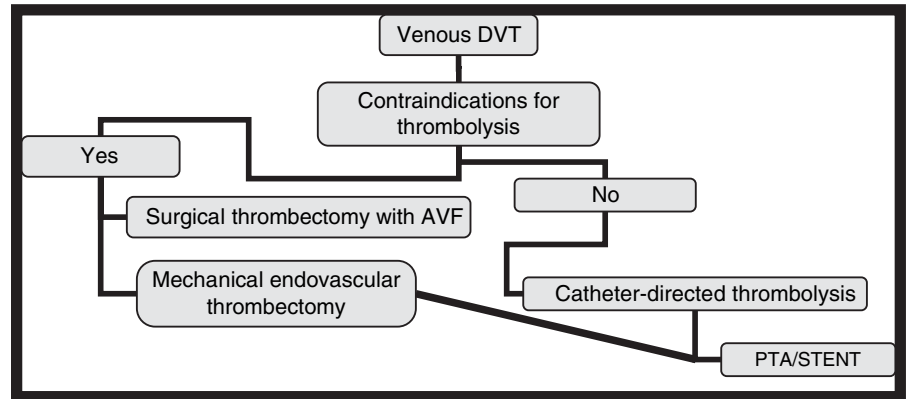 Venous DVT
Contraindications for
thrombolysis
Yes
No
Surgical thrombectomy with AVF
Mechanical endovascular
thrombectomy
Catheter-directed thrombolysis
PTA/STENT